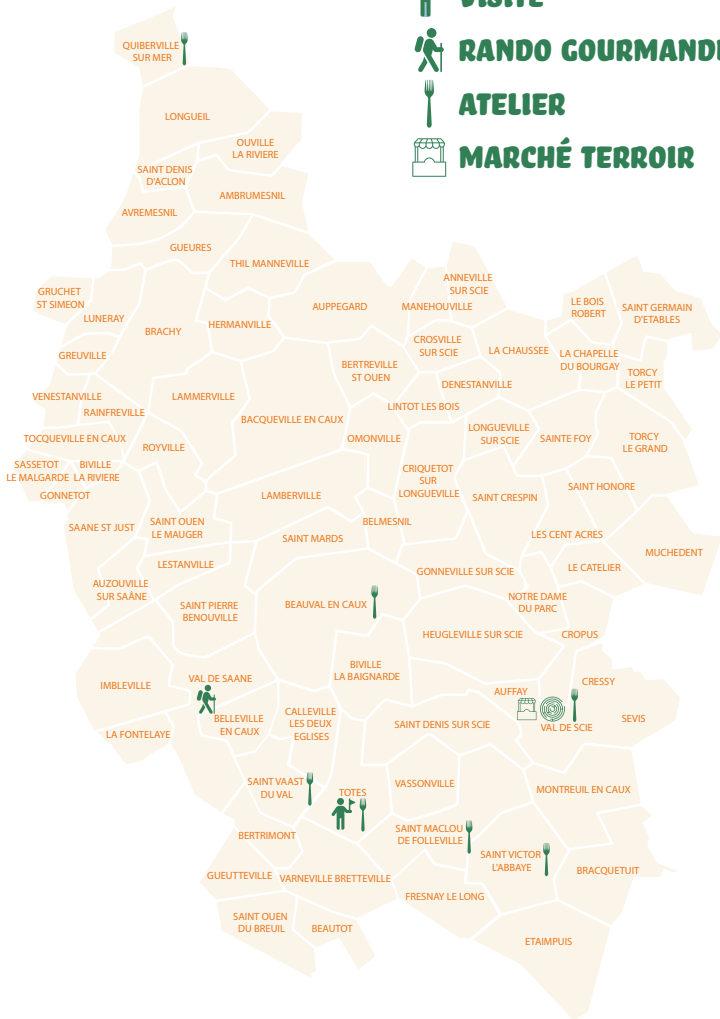 VISITE
RANDO GOURMANDE
ATELIER
MARCHÉ TERROIR
QUIBERVILLE
SUR MER
LONGUEIL
OUVILLE
LA RIVIERE
SAINT DENIS
D'ACLON
AMBRUMESNIL
AVREMESNIL
GUEURES
THIL MANNEVILLE
ANNEVILLE
SUR SCIE
GRUCHET
ST SIMEON
LUNERAY
BRACHY
HERMANVILLE
AUPPEGARD
MANEHOUVILLE
LE BOIS
ROBERT
SAINT GERMAIN
D'ETABLES
GREUVILLE
CROSVILLE
SUR SCIE
LA CHAUSSEE
LA CHAPELLE
DU BOURGAY
BERTREVILLE
ST OUEN
TORCY
LE PETIT
DENESTANVILLE
VENESTANVILLE
LAMMERVILLE
RAINFREVILLE
LINTOT LES BOIS
BACQUEVILLE EN CAUX
TOCQUEVILLE EN CAUX
ROYVILLE
OMONVILLE
LONGUEVILLE
SUR SCIE
SAINTE FOY
TORCY
LE GRAND
SASSETOT
LE MALGARDE
BIVILLE
LA RIVIERE
GONNETOT
CRIQUETOT
SUR
LONGUEVILLE
SAINT HONORE
LAMBERVILLE
SAINT CRESPIN
SAANE ST JUST
SAINT OUEN
LE MAUGER
BELMESNIL
SAINT MARDS
LES CENT ACRES
MUCHEDENT
LESTANVILLE
GONNEVILLE SUR SCIE
LE CATELIER
AUZOUVILLE
SUR SAÂNE
SAINT PIERRE
BENOUVILLE
BEAUVAL EN CAUX
NOTRE DAME
DU PARC
HEUGLEVILLE SUR SCIE
CROPUS
BIVILLE
LA BAIGNARDE
IMBLEVILLE
VAL DE SAANE
CRESSY
AUFFAY
BELLEVILLE
EN CAUX
CALLEVILLE
LES DEUX
EGLISES
SAINT DENIS SUR SCIE
VAL DE SCIE
SEVIS
LA FONTELAYE
SAINT VAAST
DU VAL
TOTES
VASSONVILLE
MONTREUIL EN CAUX
BERTRIMONT
SAINT MACLOU
DE FOLLEVILLE
SAINT VICTOR
L'ABBAYE
BRACQUETUIT
GUEUTTEVILLE
VARNEVILLE BRETTEVILLE
FRESNAY LE LONG
SAINT OUEN
DU BREUIL
BEAUTOT
ETAIMPUIS